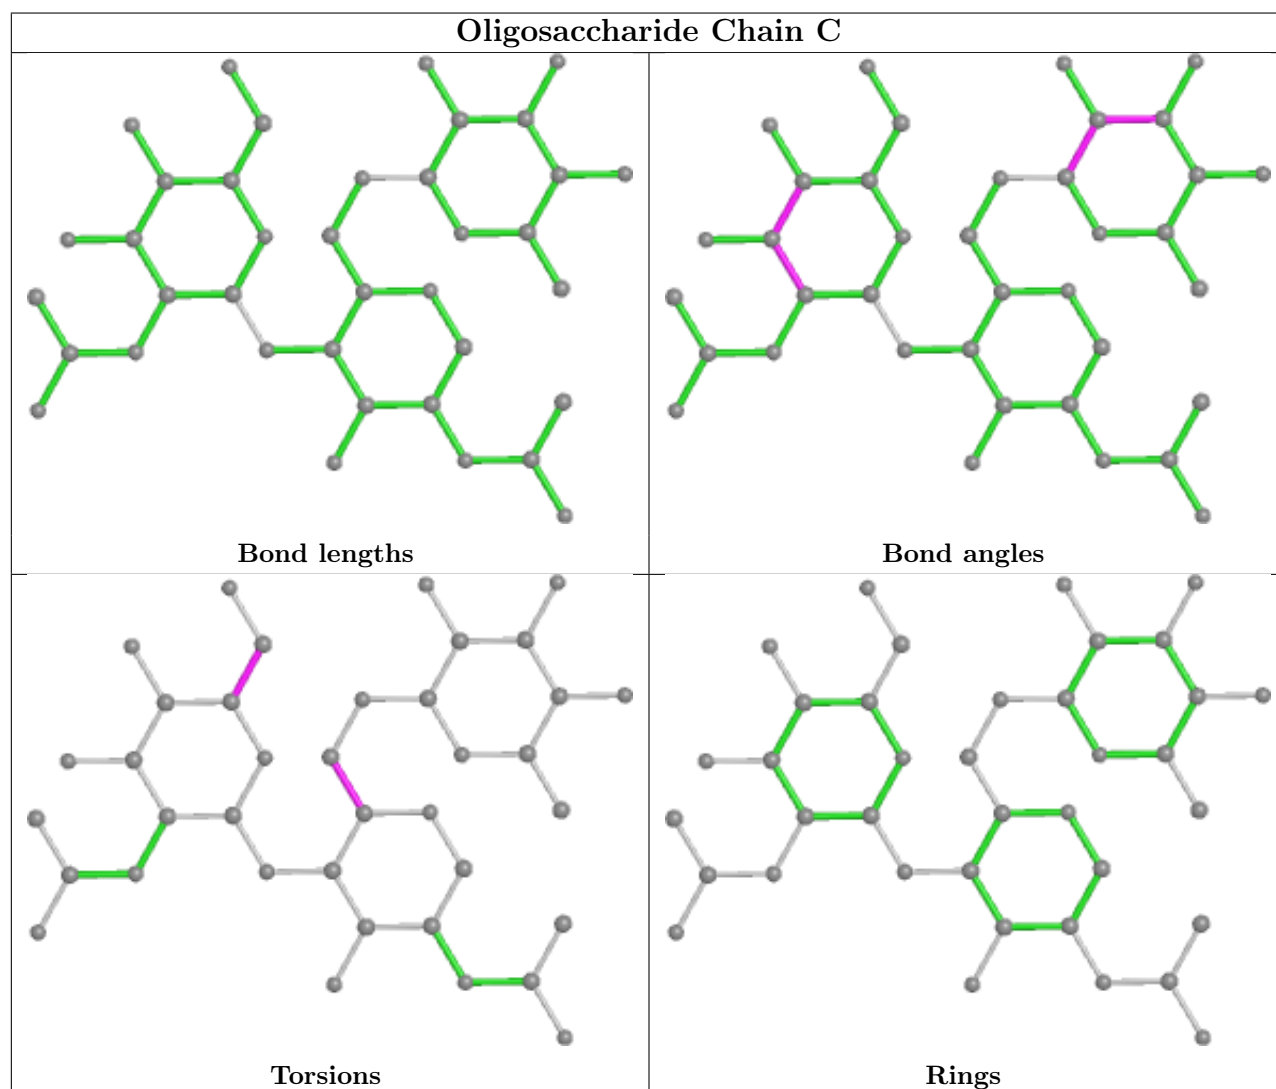 Oligosaccharide Chain C
Bond lengths
Bond angles
Torsions
Rings